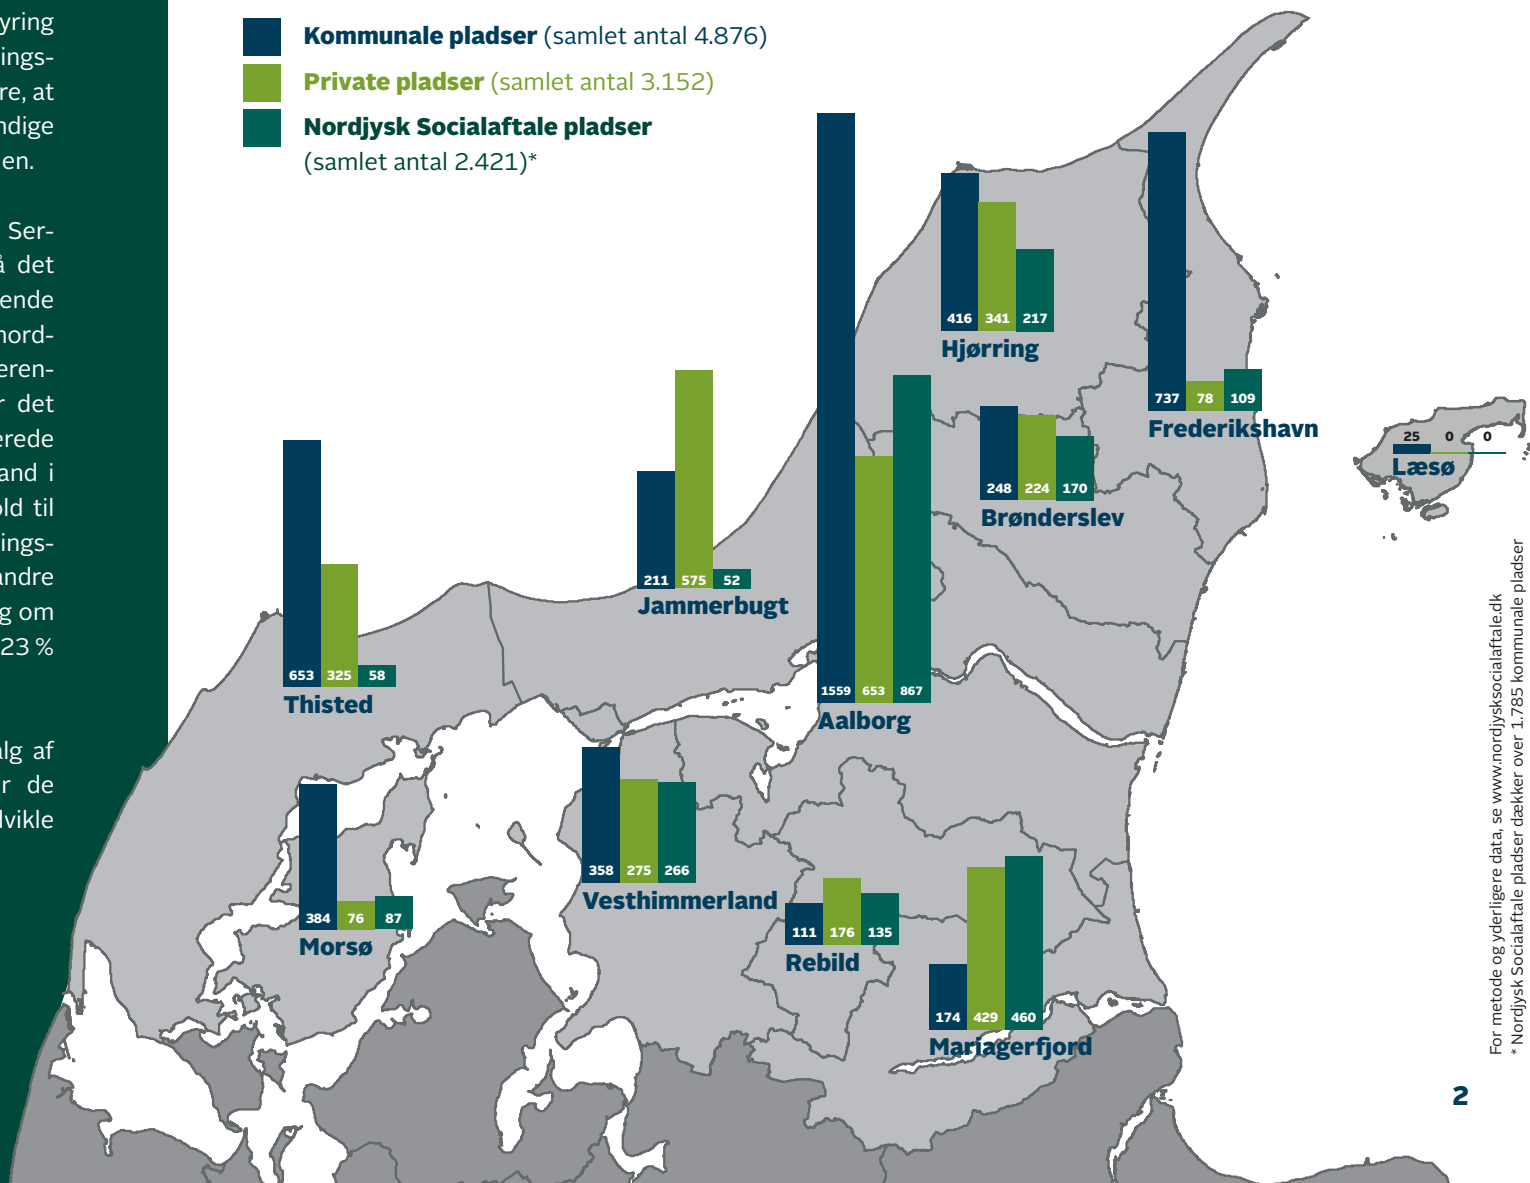 yring
ings-
re, at
ndige
en.
Ser-
å det
ende
nord-
eren-
r det
erede
and i
old til
ings-
andre
g om
23 %
alg af
r de
dvikle
Kommunale pladser (samlet antal 4.876)
Private pladser (samlet antal 3.152)
Nordjysk Socialaftale pladser
(samlet antal 2.421)*
416 341 217
Hjørring
737 78 109
Frederikshavn
25 0 0
Læsø
248 224 170
Brønderslev
211 575 52
Jammerbugt
653 325 58
Thisted
1559 653 867
Aalborg
358 275 266
Vesthimmerland
384 76 87
Morsø
111 176 135
Rebild
174 429 460
Mariagerfjord
For metode og yderligere data, se www.nordjysksocialaftale.dk
* Nordjysk Socialaftale pladser dækker over 1.785 kommunale pladser
2